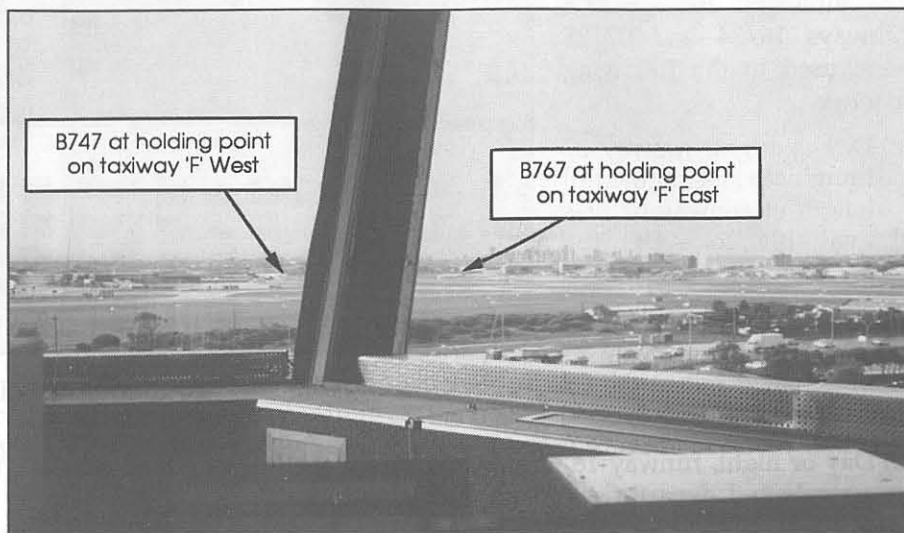 B747 at holding point
on taxiway 'F' West
B767 at holding point
on taxiway 'F' East